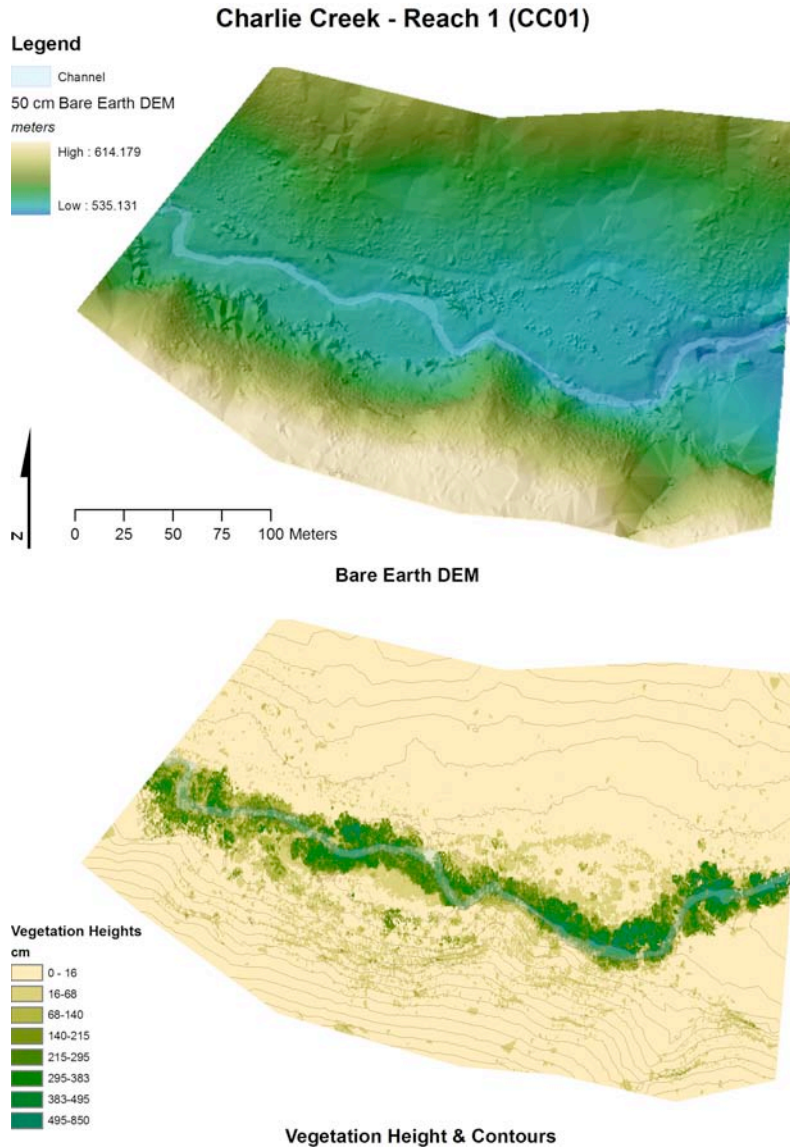 Charlie Creek - Reach 1 (CC01)
Legend
Channel
50 cm Bare Earth DEM
meters
High : 614.179
Low : 535.131
N
0 25 50 75 100 Meters
Bare Earth DEM
Vegetation Heights
cm
0 - 16
16-68
68-140
140-215
215-295
295-383
383-495
495-850
Vegetation Height & Contours